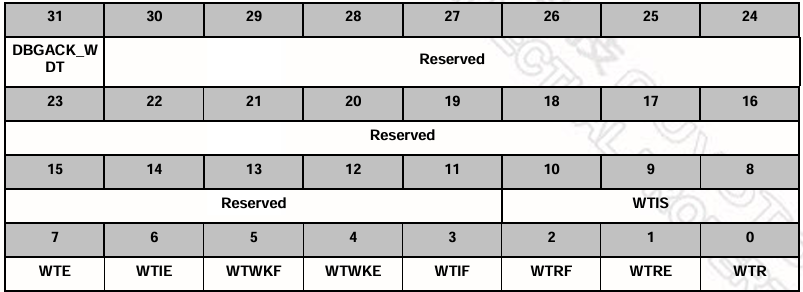 31 30 29 28 27 26 25 24
DBGACK_W
DT
Reserved
23 22 21 20 19 18 17 16
Reserved
15 14 13 12 11 10 9 8
Reserved WTIS
7 6 5 4 3 2 1 0
WTE WTIE WTWKF WTWKE WTIF WTRF WTRE WTR